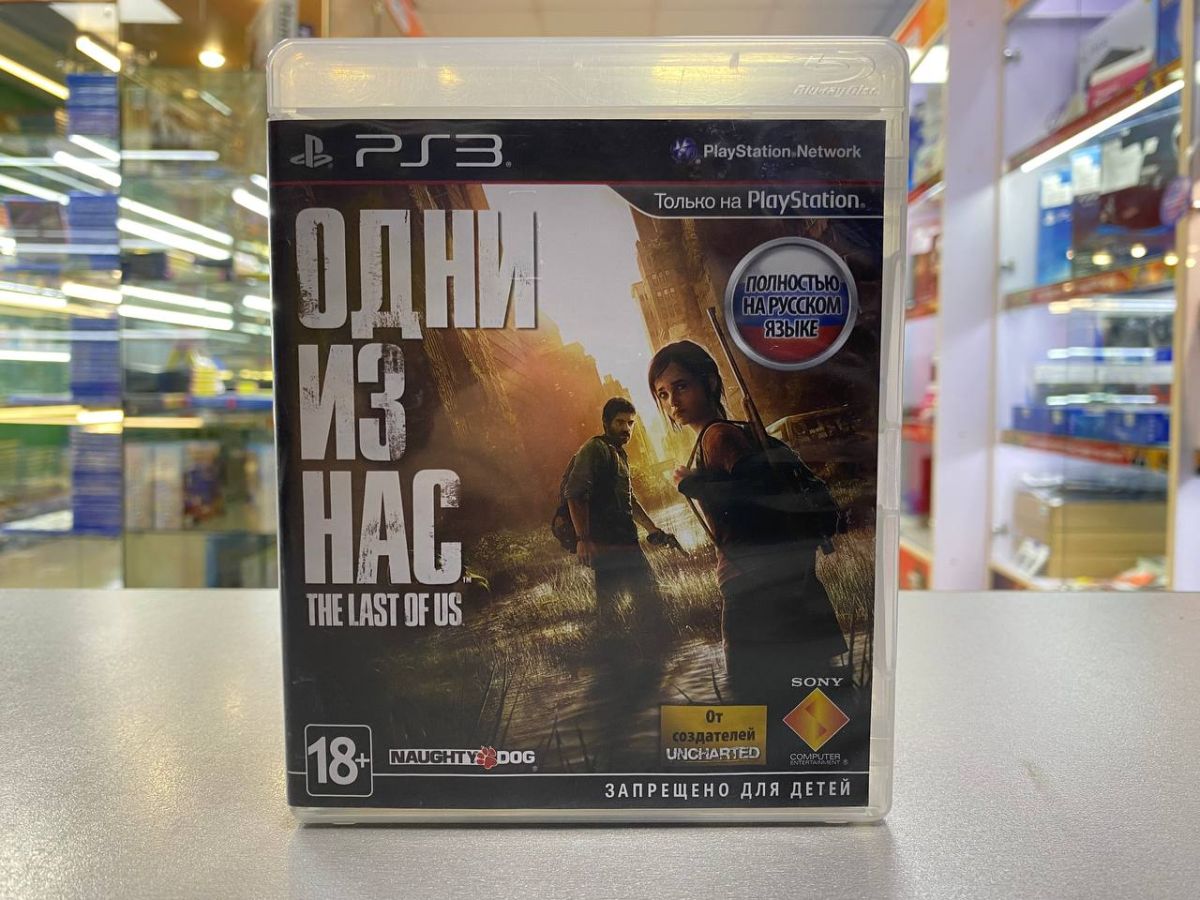 Blu-ray Disc
PS3
PlayStation Network
Только на PlayStation
ОДНИ
ИЗ
НАС
THE LAST OF US
ПОЛНОСТЬЮ
НА РУССКОМ
ЯЗЫКЕ
SONY
От
создателей
UNCHARTED
18+
NAUGHTY DOG
COMPUTER
ENTERTAINMENT
ЗАПРЕЩЕНО ДЛЯ ДЕТЕЙ